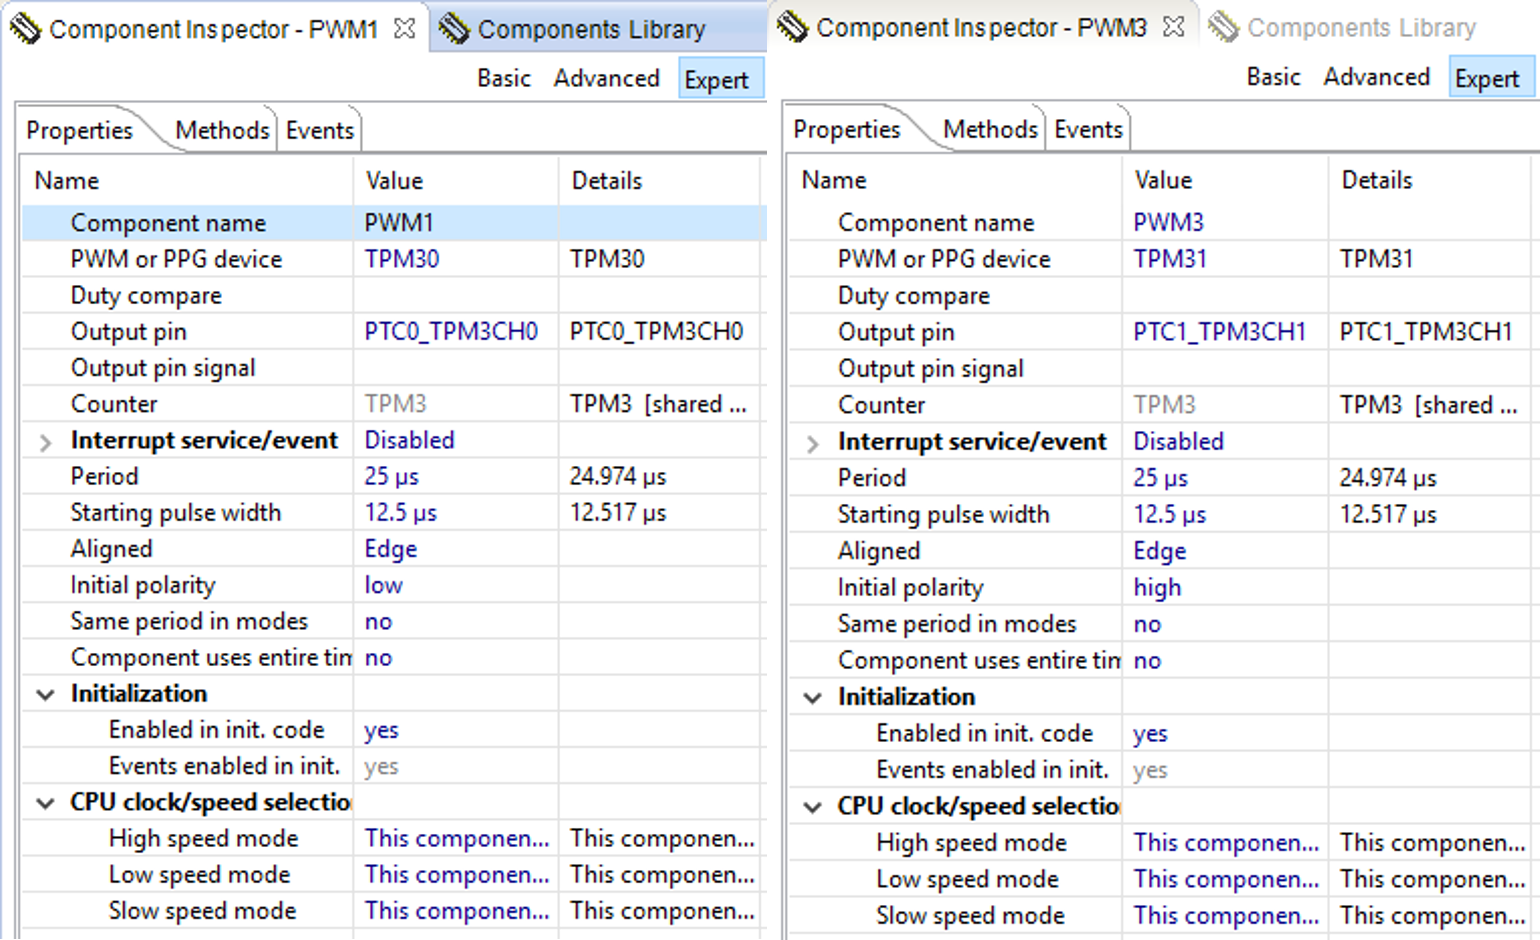 Component Inspector - PWM1 Components Library
Basic Advanced Expert
Properties Methods Events
Name Value Details
Component name PWM1
PWM or PPG device TPM30 TPM30
Duty compare
Output pin PTC0_TPM3CH0 PTC0_TPM3CH0
Output pin signal
Counter TPM3 TPM3 [shared ...
Interrupt service/event Disabled
Period 25 µs 24.974 µs
Starting pulse width 12.5 µs 12.517 µs
Aligned Edge
Initial polarity low
Same period in modes no
Component uses entire tim no
Initialization
Enabled in init. code yes
Events enabled in init. yes
CPU clock/speed selectio
High speed mode This componen... This componen...
Low speed mode This componen... This componen...
Slow speed mode This componen... This componen...
Component Inspector - PWM3 Components Library
Basic Advanced Expert
Properties Methods Events
Name Value Details
Component name PWM3
PWM or PPG device TPM31 TPM31
Duty compare
Output pin PTC1_TPM3CH1 PTC1_TPM3CH1
Output pin signal
Counter TPM3 TPM3 [shared ...
Interrupt service/event Disabled
Period 25 µs 24.974 µs
Starting pulse width 12.5 µs 12.517 µs
Aligned Edge
Initial polarity high
Same period in modes no
Component uses entire tim no
Initialization
Enabled in init. code yes
Events enabled in init. yes
CPU clock/speed selectio
High speed mode This componen... This componen...
Low speed mode This componen... This componen...
Slow speed mode This componen... This componen...